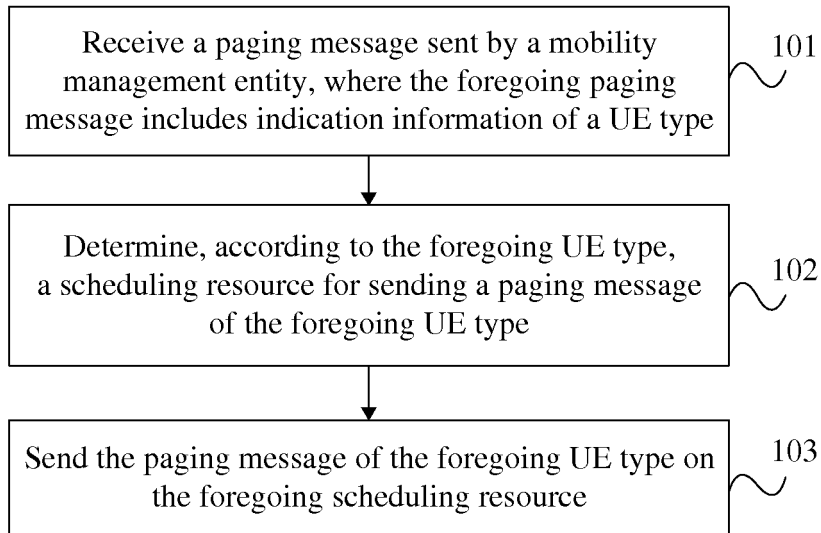 Receive a paging message sent by a mobility
management entity, where the foregoing paging
message includes indication information of a UE type
101
Determine, according to the foregoing UE type,
a scheduling resource for sending a paging message
of the foregoing UE type
102
Send the paging message of the foregoing UE type on
the foregoing scheduling resource
103